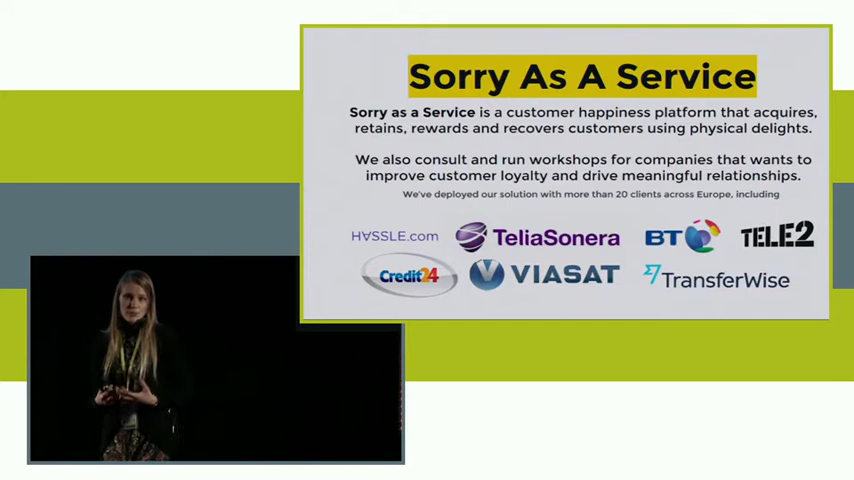 Sorry As A Service
Sorry as a Service is a customer happiness platform that acquires,
retains, rewards and recovers customers using physical delights.
We also consult and run workshops for companies that wants to
improve customer loyalty and drive meaningful relationships.
We've deployed our solution with more than 20 clients across Europe, including
HASSLE.com TeliaSonera BT TELE2
Credit24 VIASAT TransferWise